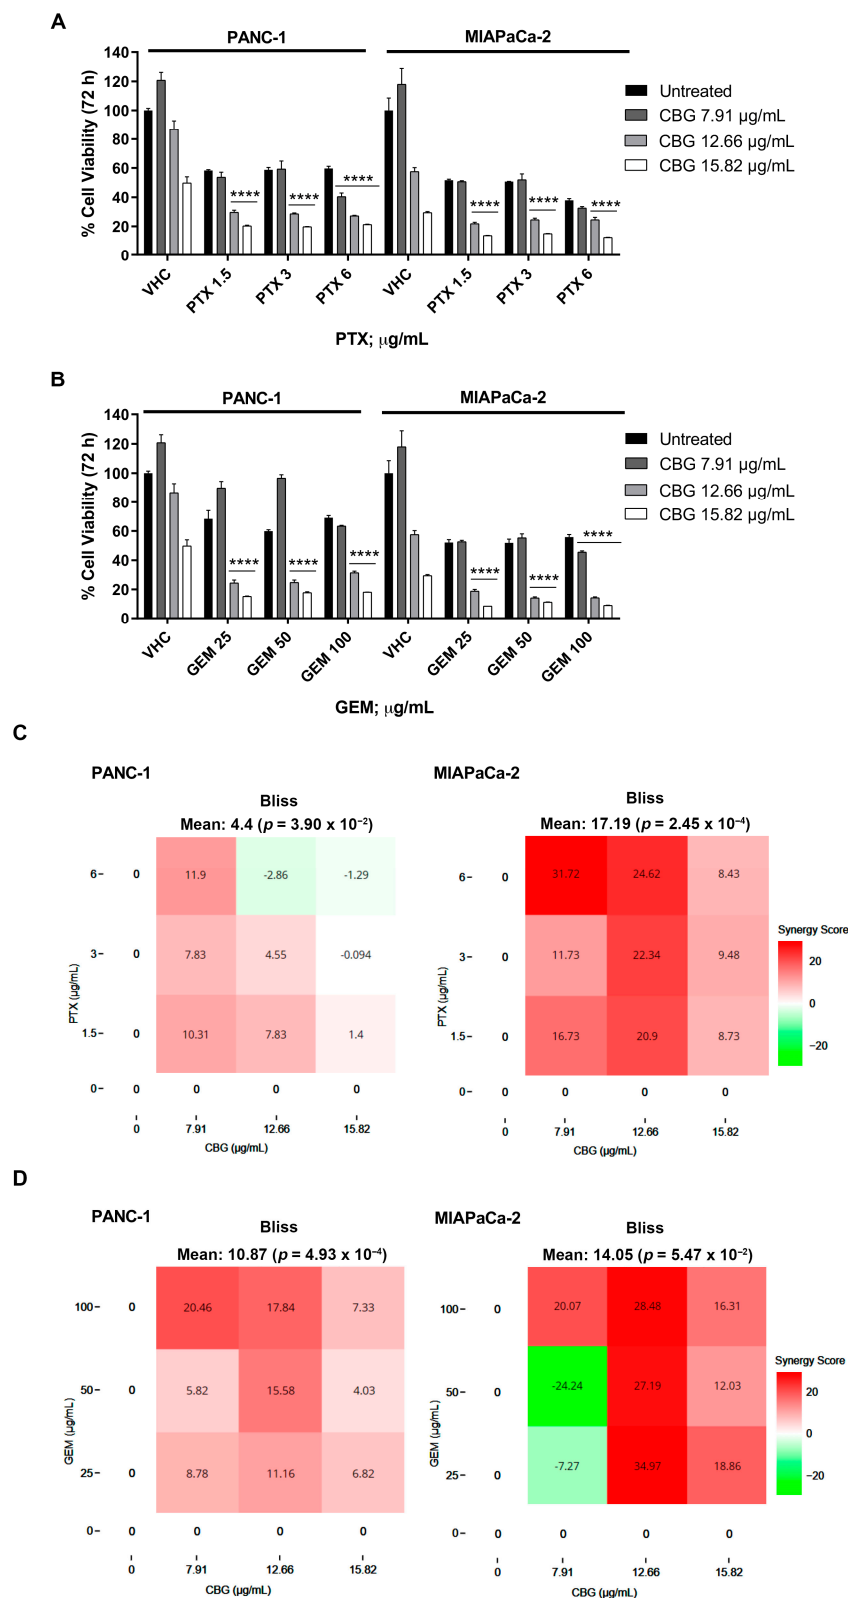 A
PANC-1
MIAPaCa-2
140
120
100
80
60
40
20
0
% Cell Viability (72 h)
****
****
****
****
****
****
Untreated
CBG 7.91 µg/mL
CBG 12.66 µg/mL
CBG 15.82 µg/mL
VHC
PTX 1.5
PTX 3
PTX 6
VHC
PTX 1.5
PTX 3
PTX 6
PTX; µg/mL
B
PANC-1
MIAPaCa-2
140
120
100
80
60
40
20
0
% Cell Viability (72 h)
****
****
****
****
****
****
Untreated
CBG 7.91 µg/mL
CBG 12.66 µg/mL
CBG 15.82 µg/mL
VHC
GEM 25
GEM 50
GEM 100
VHC
GEM 25
GEM 50
GEM 100
GEM; µg/mL
C
PANC-1
Bliss
Mean: 4.4 (p = 3.90 x 10⁻²)
6 0 11.9 -2.86 -1.29
3 0 7.83 4.55 -0.094
1.5 0 10.31 7.83 1.4
0 0 0 0 0
0 7.91 12.66 15.82
PTX (µg/mL)
CBG (µg/mL)
MIAPaCa-2
Bliss
Mean: 17.19 (p = 2.45 x 10⁻⁴)
6 0 31.72 24.62 8.43
3 0 11.73 22.34 9.48
1.5 0 16.73 20.9 8.73
0 0 0 0 0
0 7.91 12.66 15.82
PTX (µg/mL)
CBG (µg/mL)
Synergy Score
20
0
−20
D
PANC-1
Bliss
Mean: 10.87 (p = 4.93 x 10⁻⁴)
100 0 20.46 17.84 7.33
50 0 5.82 15.58 4.03
25 0 8.78 11.16 6.82
0 0 0 0 0
0 7.91 12.66 15.82
GEM (µg/mL)
CBG (µg/mL)
MIAPaCa-2
Bliss
Mean: 14.05 (p = 5.47 x 10⁻²)
100 0 20.07 28.48 16.31
50 0 -24.24 27.19 12.03
25 0 -7.27 34.97 18.86
0 0 0 0 0
0 7.91 12.66 15.82
GEM (µg/mL)
CBG (µg/mL)
Synergy Score
20
0
−20